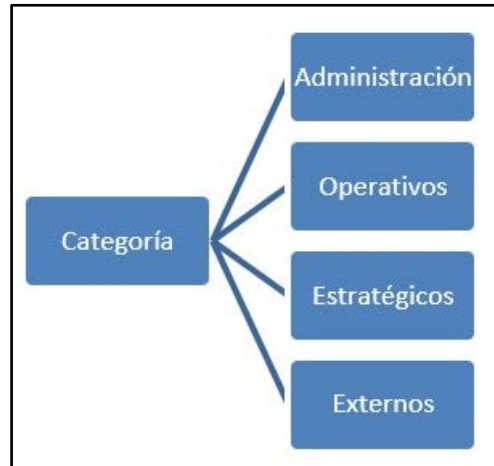 Administración
Operativos
Categoría
Estratégicos
Externos